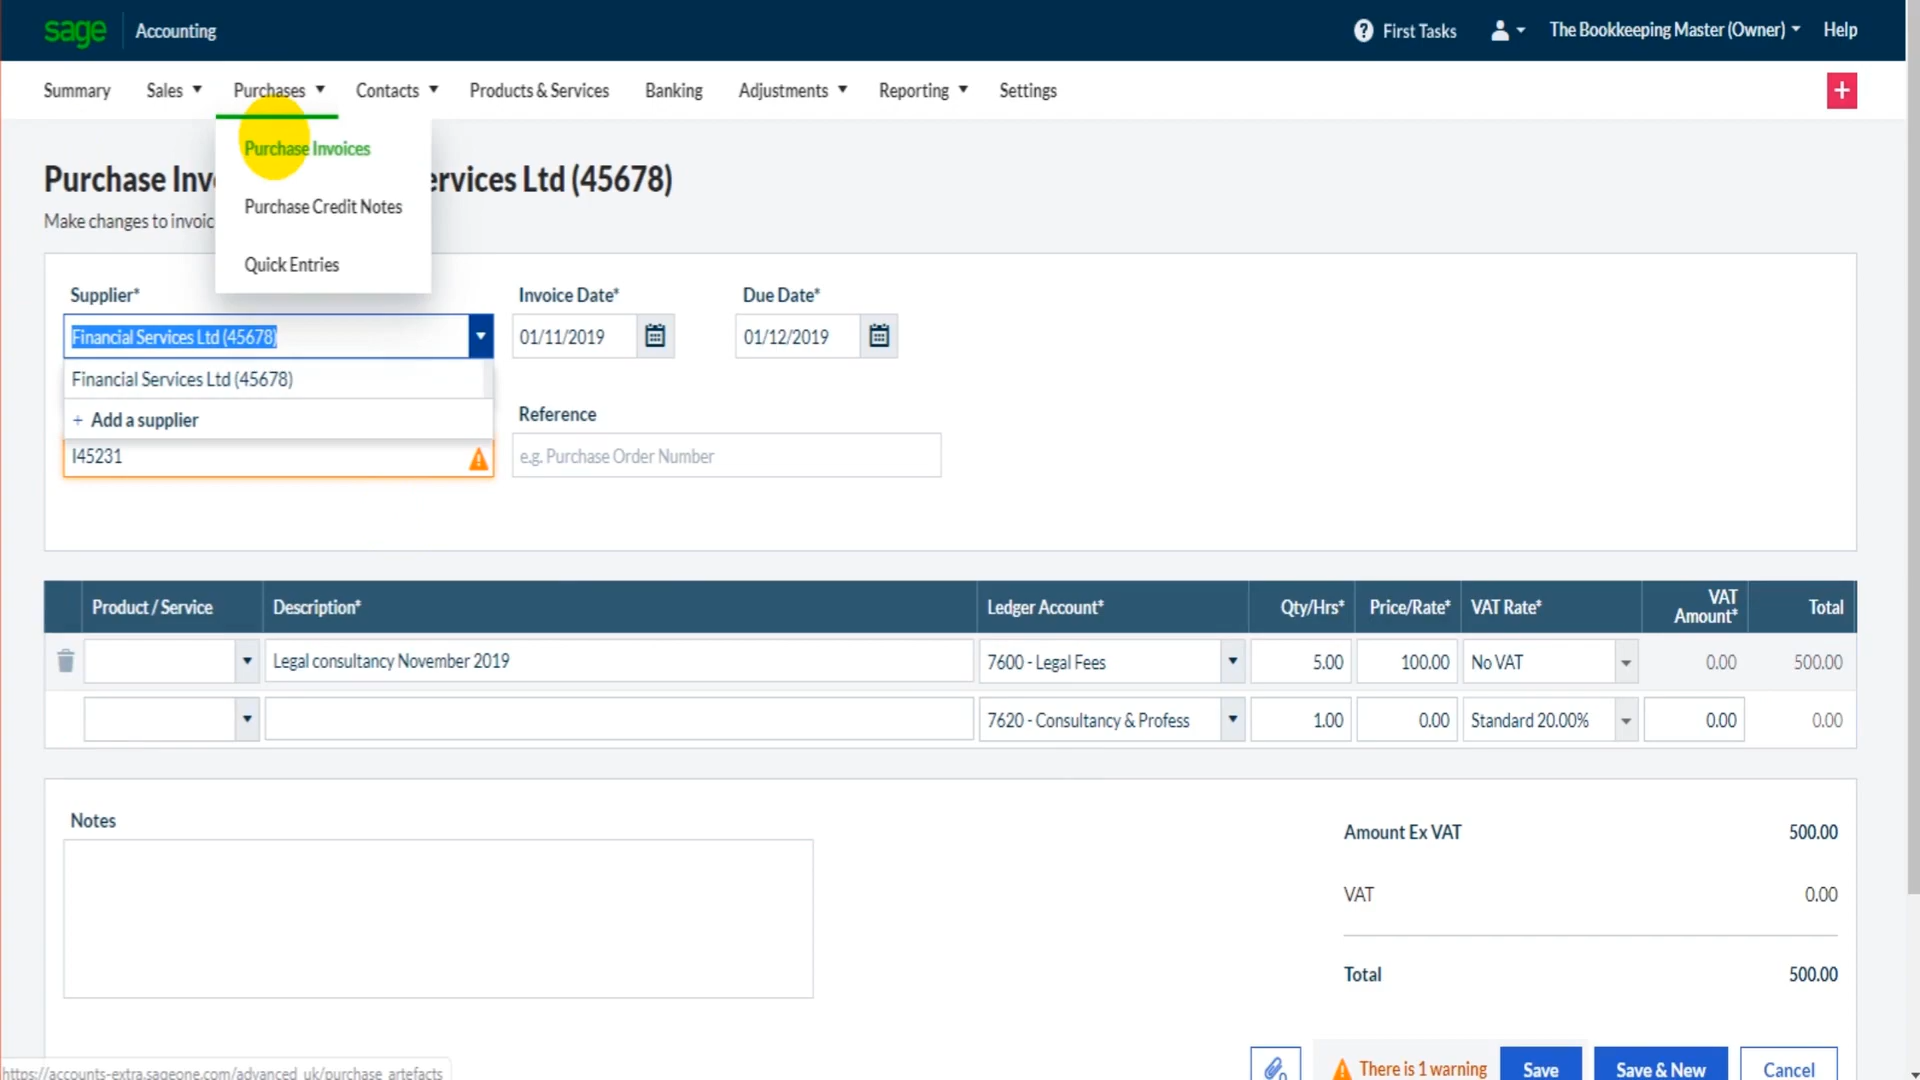 sage Accounting First Tasks The Bookkeeping Master (Owner) Help
Summary Sales Purchases Contacts Products & Services Banking Adjustments Reporting Settings +
Purchase Invoices
Purchase Inv ervices Ltd (45678)
Purchase Credit Notes
Make changes to invoic
Quick Entries
Supplier* Invoice Date* Due Date*
Financial Services Ltd (45678) 01/11/2019 01/12/2019
Financial Services Ltd (45678)
+ Add a supplier Reference
I45231 e.g. Purchase Order Number
Product / Service Description* Ledger Account* Qty/Hrs* Price/Rate* VAT Rate* VAT Amount* Total
Legal consultancy November 2019 7600 - Legal Fees 5.00 100.00 No VAT 0.00 500.00
7620 - Consultancy & Profess 1.00 0.00 Standard 20.00% 0.00 0.00
Notes
Amount Ex VAT 500.00
VAT 0.00
Total 500.00
There is 1 warning Save Save & New Cancel
https://accounts-extra.sageone.com/advanced_uk/purchase_artefacts